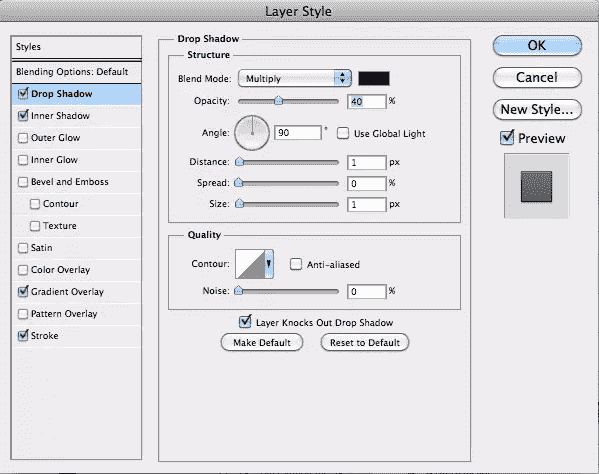 Layer Style
Styles
Blending Options: Default
Drop Shadow
Inner Shadow
Outer Glow
Inner Glow
Bevel and Emboss
Contour
Texture
Satin
Color Overlay
Gradient Overlay
Pattern Overlay
Stroke
Drop Shadow
Structure
Blend Mode: Multiply
Opacity: 40 %
Angle: 90 ° Use Global Light
Distance: 1 px
Spread: 0 %
Size: 1 px
Quality
Contour: Anti-aliased
Noise: 0 %
Layer Knocks Out Drop Shadow
Make Default Reset to Default
OK
Cancel
New Style...
Preview